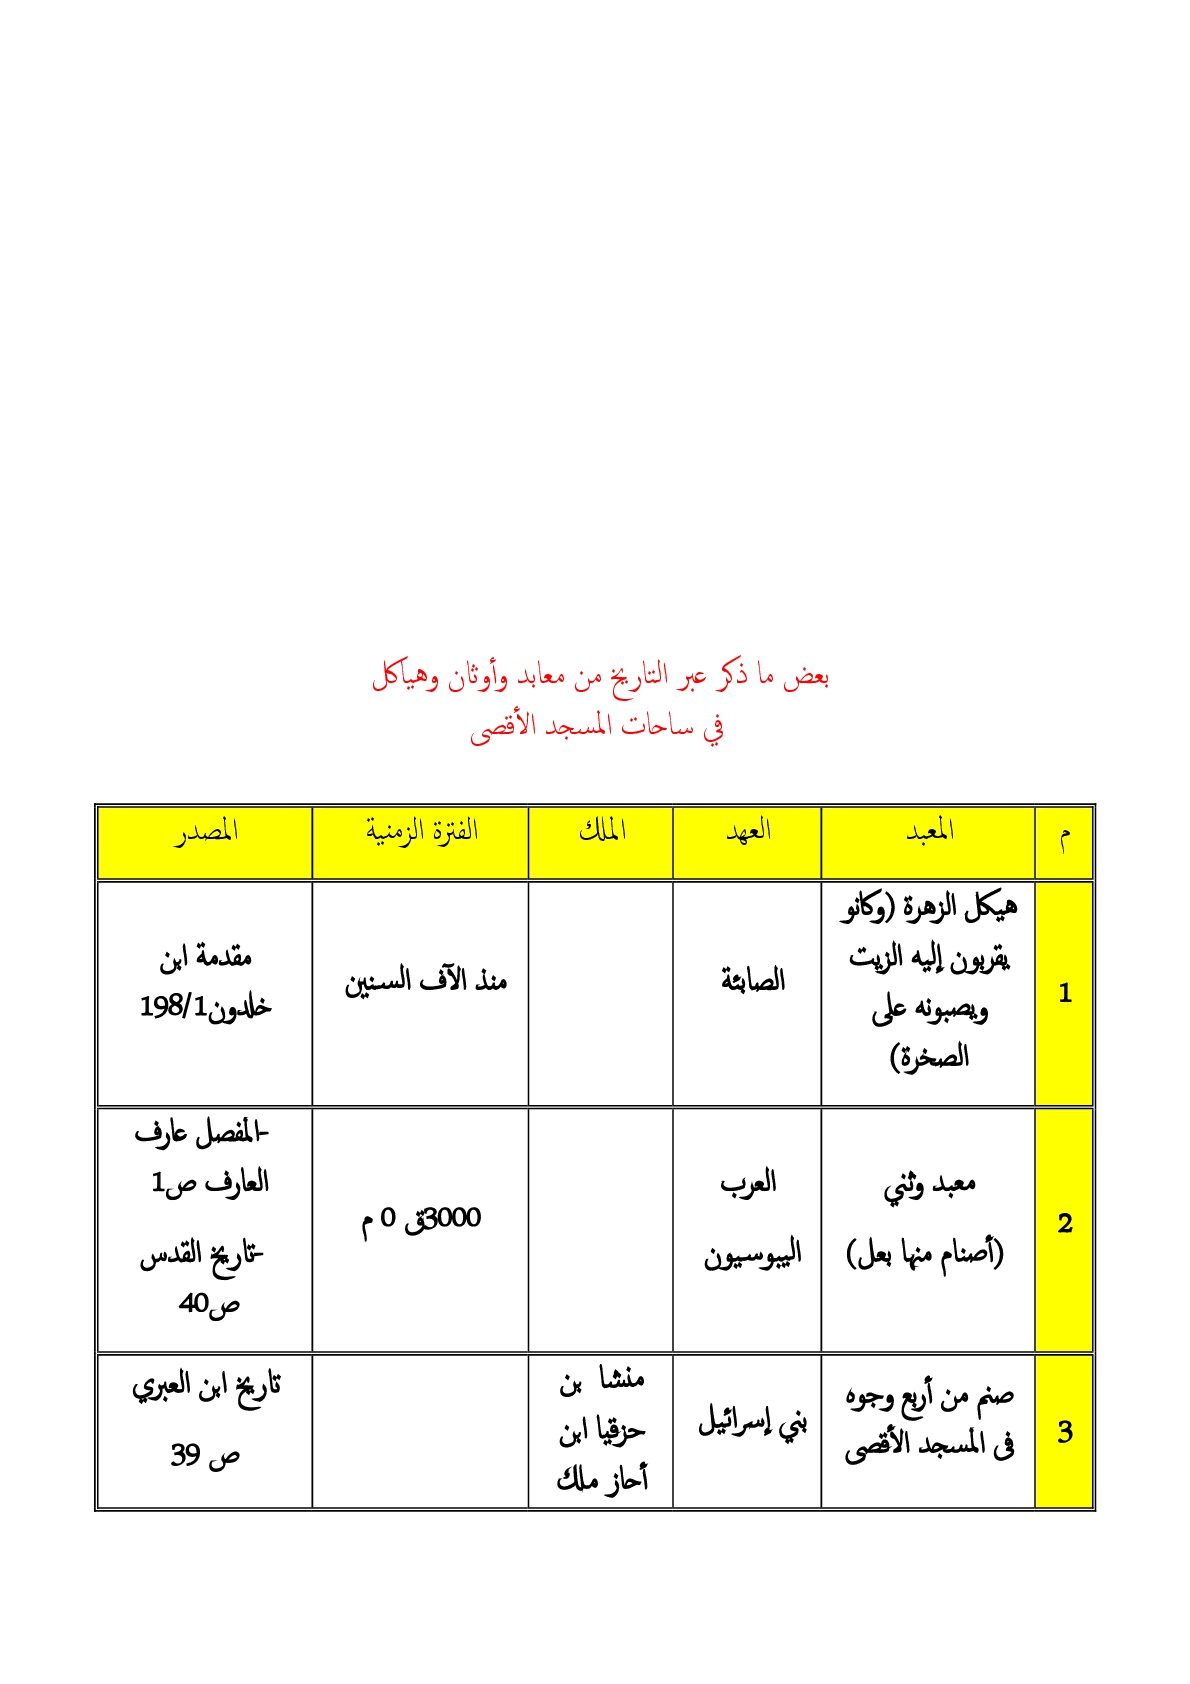 بعض ما ذكر عبر التاريخ من معابد وأوثان وهياكل
في ساحات المسجد الأقصى
م
المعبد
العهد
الملك
الفترة الزمنية
المصدر
1
هيكل الزهرة (وكانو
يقربون إليه الزيت
ويصبونه على
الصخرة)
الصابئة
منذ الآف السنين
مقدمة ابن
خلدون198/1
2
معبد وثني
(أصنام منها بعل)
العرب
اليبوسيون
3000ق 0 م
-المفصل عارف
العارف ص1
-تاريخ القدس
ص40
3
صنم من أربع وجوه
فى المسجد الأقصى
بني إسرائيل
منشا بن
حزقيا ابن
أحاز ملك
تاريخ ابن العبري
ص 39